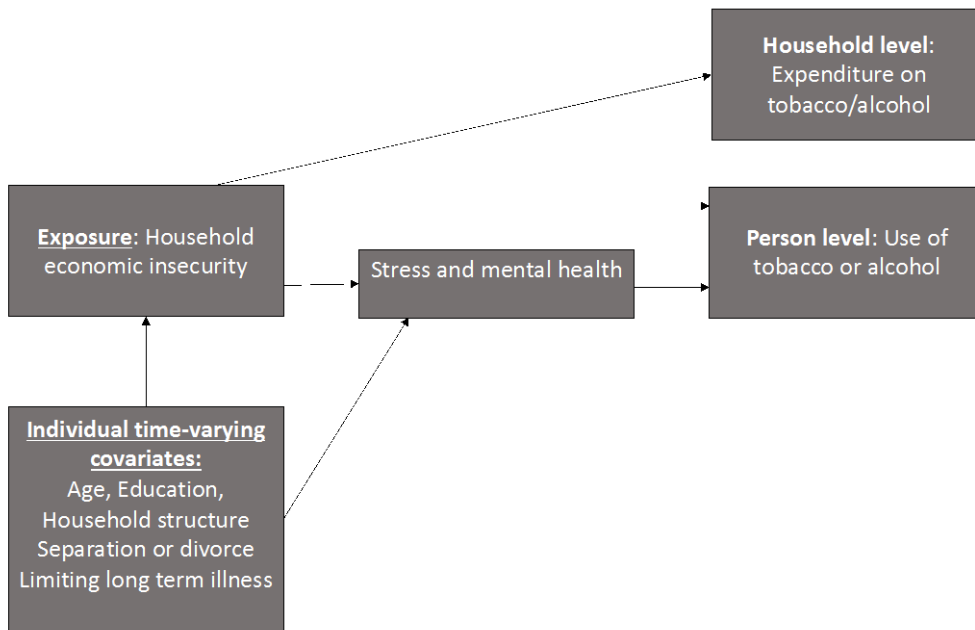 Household level:
Expenditure on
tobacco/alcohol
Exposure: Household
economic insecurity
Stress and mental health
Person level: Use of
tobacco or alcohol
Individual time-varying
covariates:
Age, Education,
Household structure
Separation or divorce
Limiting long term illness